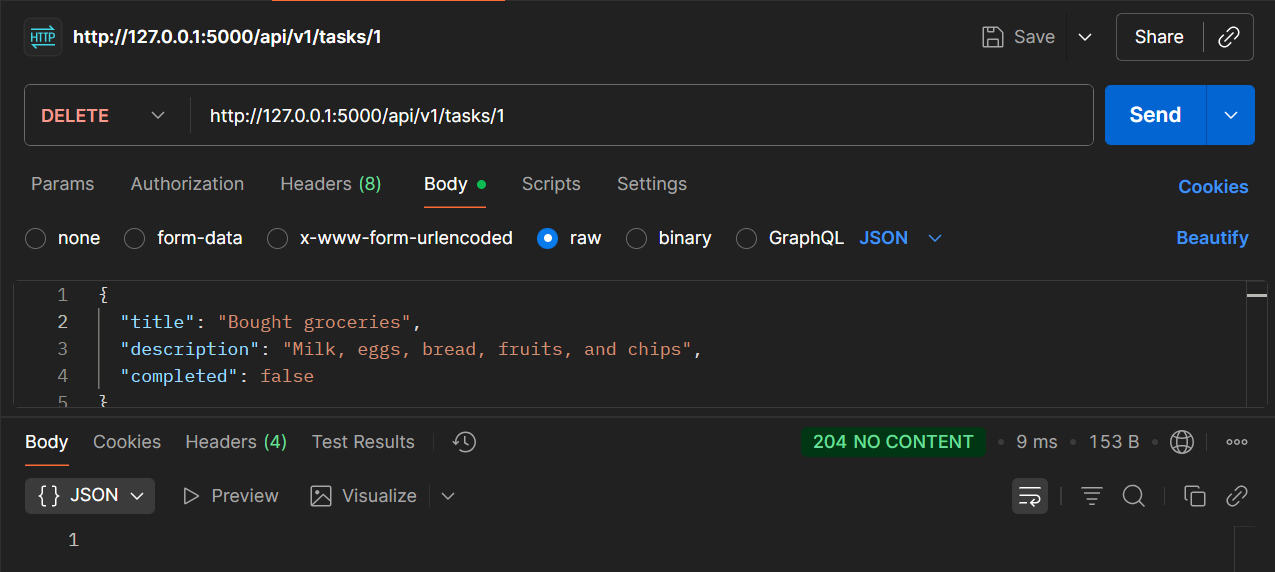 HTTP http://127.0.0.1:5000/api/v1/tasks/1 Save Share
DELETE http://127.0.0.1:5000/api/v1/tasks/1 Send
Params Authorization Headers (8) Body Scripts Settings Cookies
none form-data x-www-form-urlencoded raw binary GraphQL JSON Beautify
1 {
2 "title": "Bought groceries",
3 "description": "Milk, eggs, bread, fruits, and chips",
4 "completed": false
5 }
Body Cookies Headers (4) Test Results 204 NO CONTENT 9 ms 153 B
{} JSON Preview Visualize
1